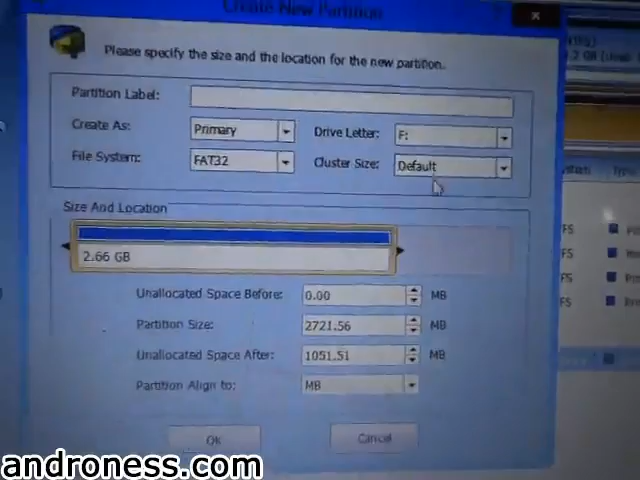 Create New Partition
Please specify the size and the location for the new partition.
Partition Label:
Create As: Primary Drive Letter: F:
File System: FAT32 Cluster Size: Default
Size And Location
2.66 GB
Unallocated Space Before: 0.00 MB
Partition Size: 2721.56 MB
Unallocated Space After: 1051.51 MB
Partition Align to: MB
Ok Cancel
androness.com